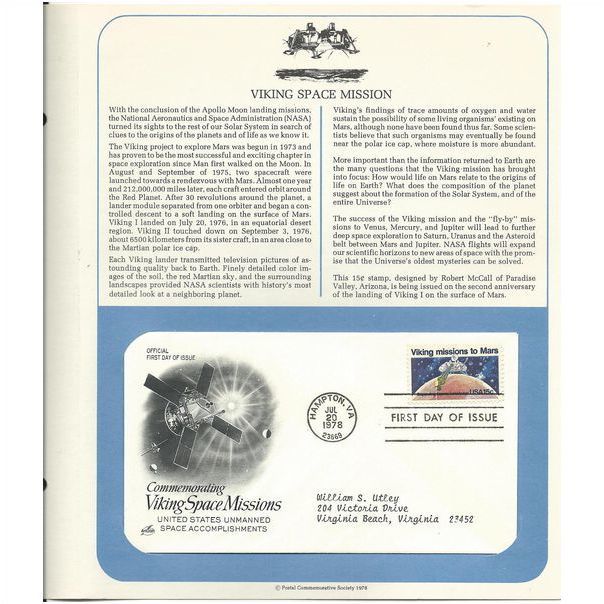 VIKING SPACE MISSION
With the conclusion of the Apollo Moon landing missions,
the National Aeronautics and Space Administration (NASA)
turned its sights to the rest of our Solar System in search of
clues to the origins of the planets and of life as we know it.
The Viking project to explore Mars was begun in 1973 and
has proven to be the most successful and exciting chapter in
space exploration since Man first walked on the Moon. In
August and September of 1975, two spacecraft were
launched towards a rendezvous with Mars. Almost one year
and 212,000,000 miles later, each craft entered orbit around
the Red Planet. After 30 revolutions around the planet, a
lander module separated from one orbiter and began a con-
trolled descent to a soft landing on the surface of Mars.
Viking I landed on July 20, 1976, in an equatorial desert
region. Viking II touched down on September 3, 1976,
about 6500 kilometers from its sister craft, in an area close to
the Martian polar ice cap.
Each Viking lander transmitted television pictures of as-
tounding quality back to Earth. Finely detailed color im-
ages of the soil, the red Martian sky, and the surrounding
landscapes provided NASA scientists with history's most
detailed look at a neighboring planet.
Viking's findings of trace amounts of oxygen and water
sustain the possibility of some living organisms' existing on
Mars, although none have been found thus far. Some scien-
tists believe that such organisms may eventually be found
near the polar ice cap, where moisture is more abundant.
More important than the information returned to Earth are
the many questions that the Viking mission has brought
into focus: How would life on Mars relate to the origins of
life on Earth? What does the composition of the planet
suggest about the formation of the Solar System, and of the
entire Universe?
The success of the Viking mission and the "fly-by" mis-
sions to Venus, Mercury, and Jupiter will lead to further
deep space exploration to Saturn, Uranus and the Asteroid
belt between Mars and Jupiter. NASA flights will expand
our scientific horizons to new areas of space with the prom-
ise that the Universe's oldest mysteries can be solved.
This 15¢ stamp, designed by Robert McCall of Paradise
Valley, Arizona, is being issued on the second anniversary
of the landing of Viking I on the surface of Mars.
OFFICIAL
FIRST DAY OF ISSUE
Commemorating
Viking Space Missions
UNITED STATES UNMANNED
SPACE ACCOMPLISHMENTS
HAMPTON, VA
JUL
20
1978
Viking missions to Mars
USA 15c
FIRST DAY OF ISSUE
William S. Utley
204 Victoria Drive
Virginia Beach, Virginia 23452
© Postal Commemorative Society 1978